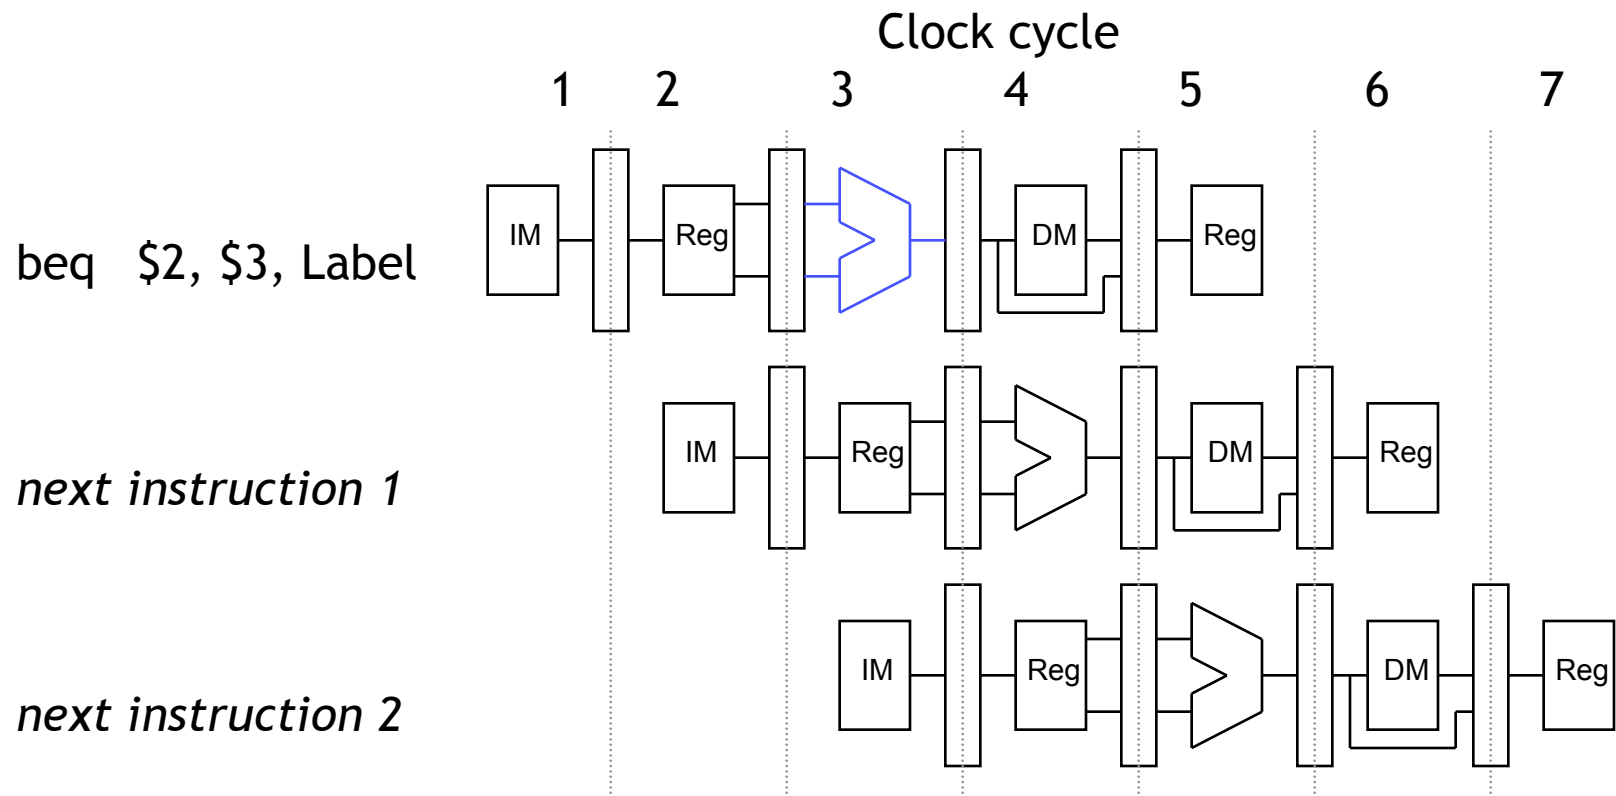 Clock cycle
1 2 3 4 5 6 7
beq $2, $3, Label
IM Reg DM Reg
next instruction 1
IM Reg DM Reg
next instruction 2
IM Reg DM Reg